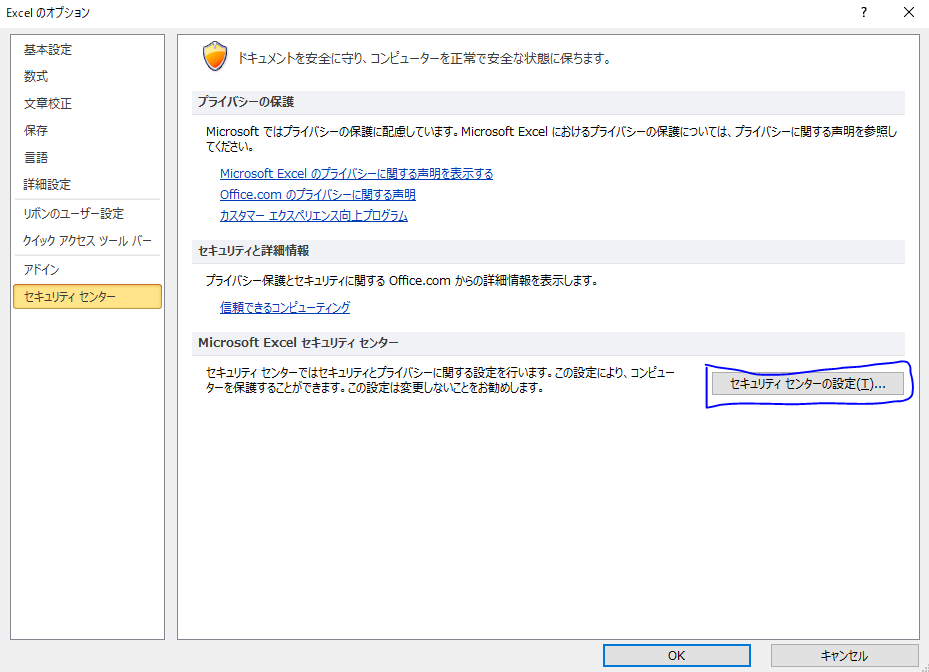 Excel のオプション
?
基本設定
数式
文章校正
保存
言語
詳細設定
リボンのユーザー設定
クイック アクセス ツール バー
アドイン
セキュリティ センター
ドキュメントを安全に守り、コンピューターを正常で安全な状態に保ちます。
プライバシーの保護
Microsoft ではプライバシーの保護に配慮しています。Microsoft Excel におけるプライバシーの保護については、プライバシーに関する声明を参照し
てください。
Microsoft Excel のプライバシーに関する声明を表示する
Office.com のプライバシーに関する声明
カスタマー エクスペリエンス向上プログラム
セキュリティと詳細情報
プライバシー保護とセキュリティに関する Office.com からの詳細情報を表示します。
信頼できるコンピューティング
Microsoft Excel セキュリティ センター
セキュリティ センターではセキュリティとプライバシーに関する設定を行います。この設定により、コンピュー
ターを保護することができます。この設定は変更しないことをお勧めします。
セキュリティ センターの設定(T)...
OK
キャンセル